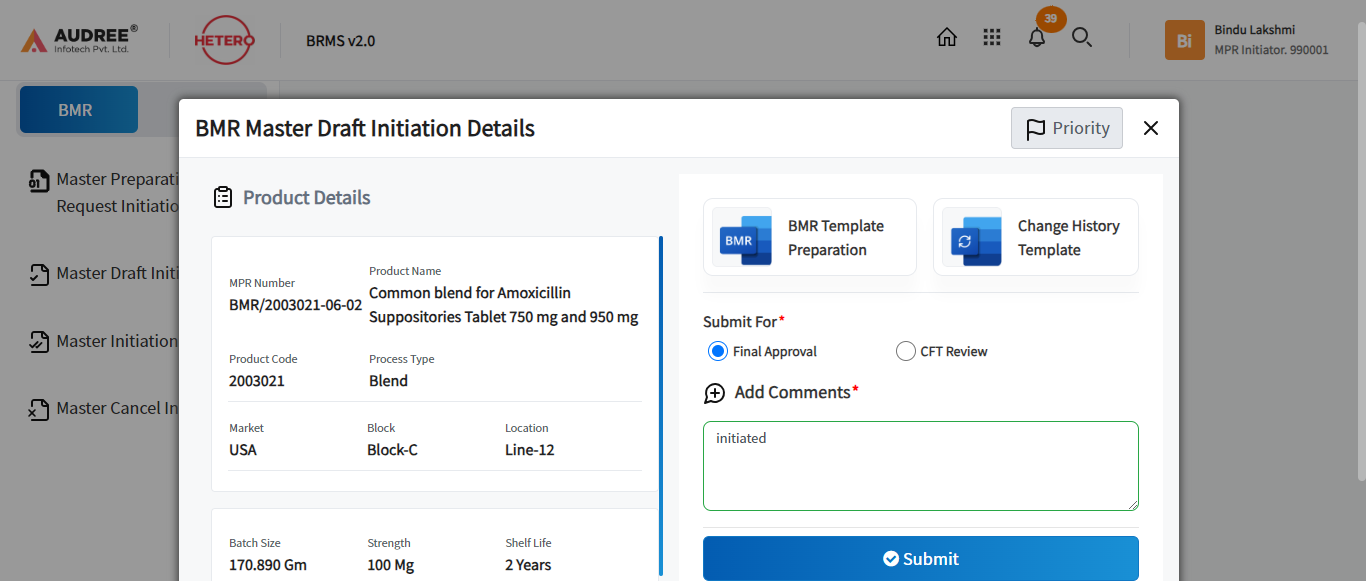 AUDREE®
Infotech Pvt. Ltd.
HETERO
BRMS v2.0
39
Bi
Bindu Lakshmi
MPR Initiator. 990001
BMR
Master Preparati
Request Initiatio
Master Draft Initi
Master Initiation
Master Cancel In
BMR Master Draft Initiation Details
Priority
Product Details
MPR Number
BMR/2003021-06-02
Product Name
Common blend for Amoxicillin
Suppositories Tablet 750 mg and 950 mg
Product Code
2003021
Process Type
Blend
Market
USA
Block
Block-C
Location
Line-12
Batch Size
170.890 Gm
Strength
100 Mg
Shelf Life
2 Years
BMR
BMR Template
Preparation
Change History
Template
Submit For*
Final Approval
CFT Review
Add Comments*
initiated
Submit